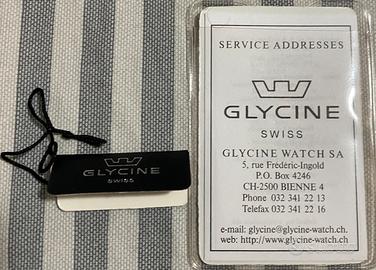 GLYCINE
SWISS
SERVICE ADDRESSES
GLYCINE
SWISS
GLYCINE WATCH SA
5, rue Frédéric-Ingold
P.O. Box 4246
CH-2500 BIENNE 4
Phone 032 341 22 13
Telefax 032 341 22 16
e-mail: glycine@glycine-watch.ch.
web: http://www.glycine-watch.ch